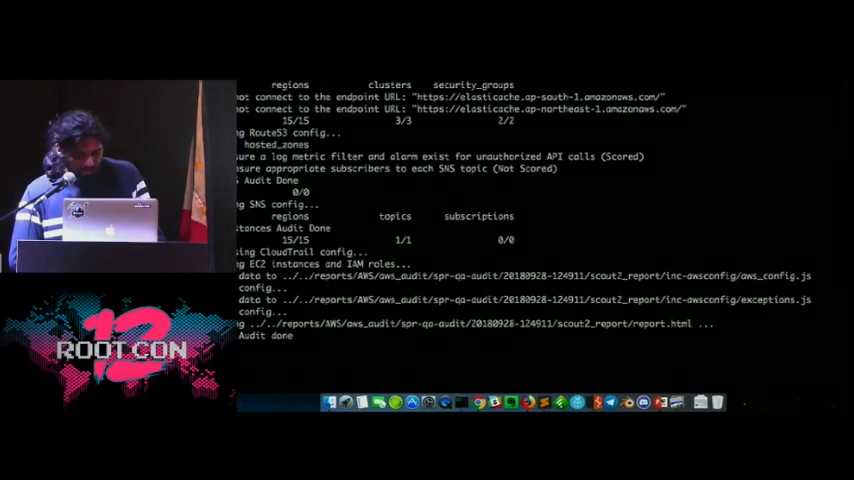 regions clusters security_groups
not connect to the endpoint URL: "https://elasticache.ap-south-1.amazonaws.com/"
not connect to the endpoint URL: "https://elasticache.ap-northeast-1.amazonaws.com/"
15/15 3/3 2/2
ng Route53 config...
hosted_zones
sure a log metric filter and alarm exist for unauthorized API calls (Scored)
nsure appropriate subscribers to each SNS topic (Not Scored)
S Audit Done
0/0
ng SNS config...
regions topics subscriptions
stances Audit Done
15/15 1/1 0/0
sing CloudTrail config...
ng EC2 instances and IAM roles...
data to ../../reports/AWS/aws_audit/spr-qa-audit/20180928-124911/scout2_report/inc-awsconfig/aws_config.js
config...
data to ../../reports/AWS/aws_audit/spr-qa-audit/20180928-124911/scout2_report/inc-awsconfig/exceptions.js
config...
ng ../../reports/AWS/aws_audit/spr-qa-audit/20180928-124911/scout2_report/report.html ...
Audit done
12
ROOTCON